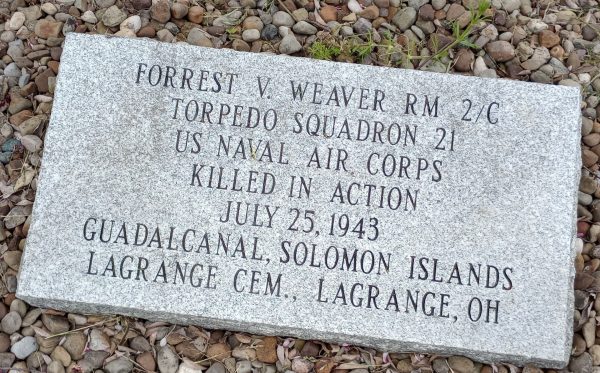 FORREST V. WEAVER RM 2/C
TORPEDO SQUADRON 21
US NAVAL AIR CORPS
KILLED IN ACTION
JULY 25, 1943
GUADALCANAL, SOLOMON ISLANDS
LAGRANGE CEM., LAGRANGE, OH